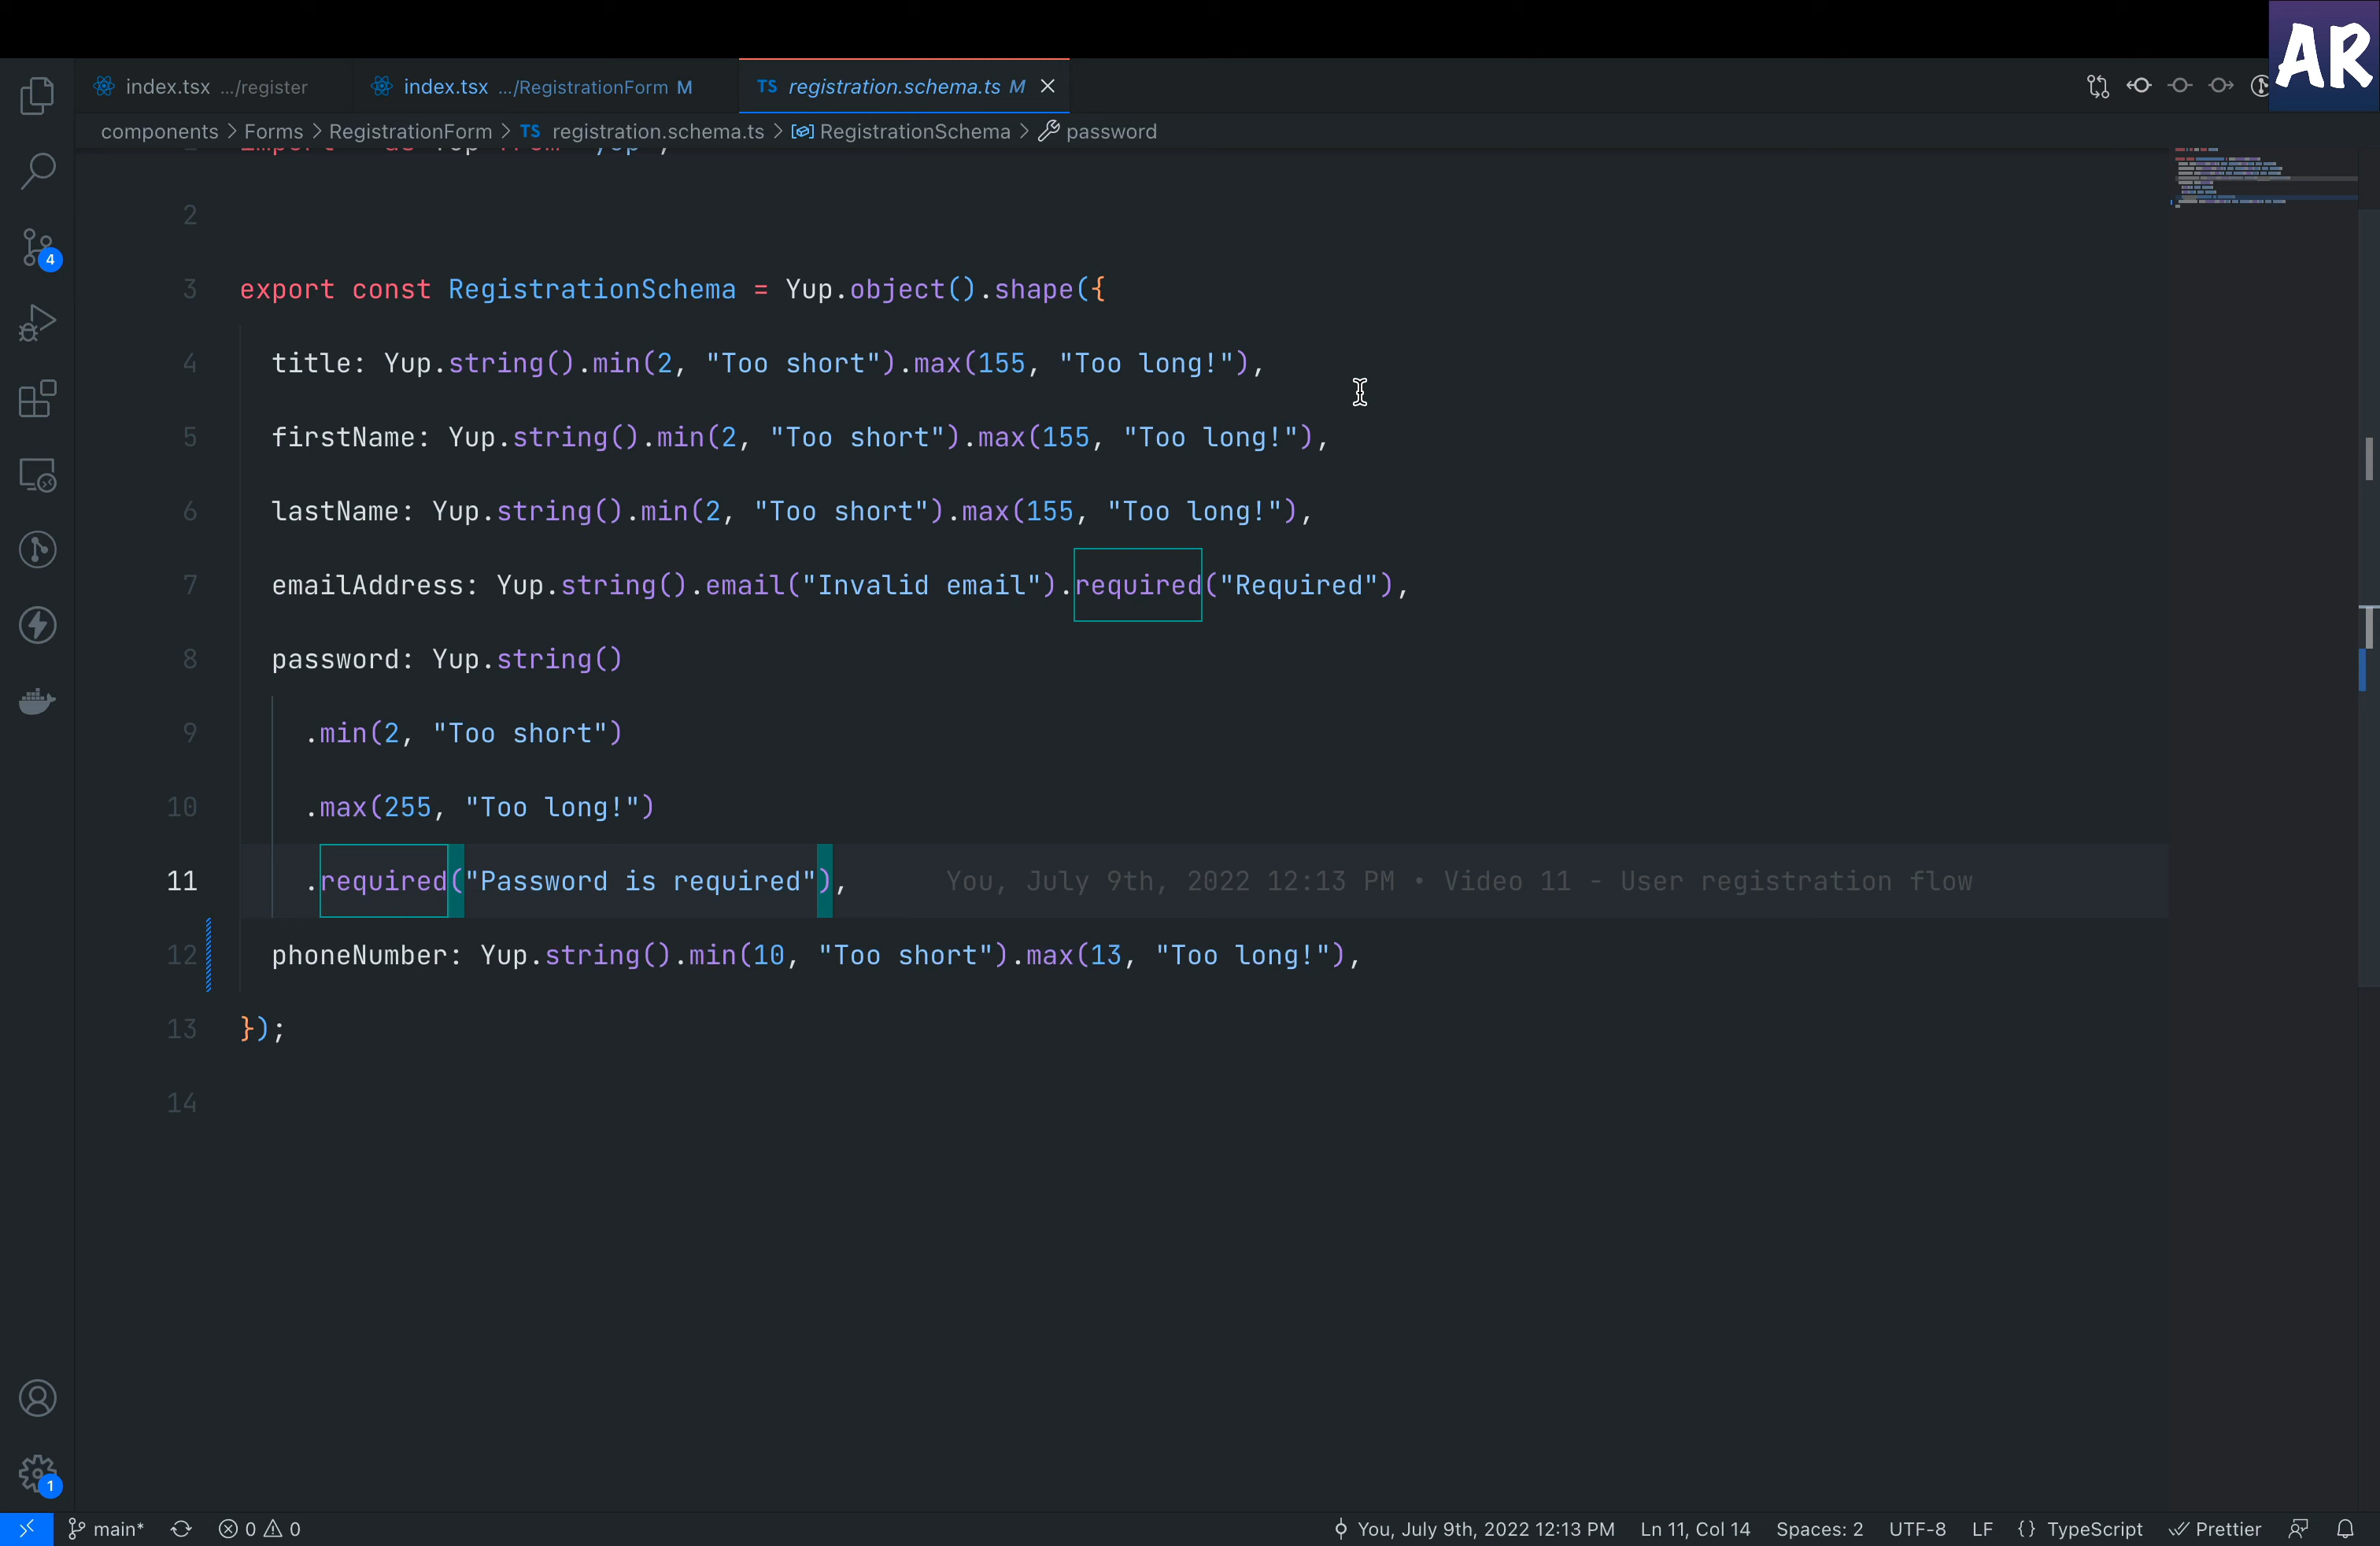 AR
index.tsx .../register
index.tsx .../RegistrationForm M
TS registration.schema.ts M
components > Forms > RegistrationForm > TS registration.schema.ts > RegistrationSchema > password
2
3 export const RegistrationSchema = Yup.object().shape({
4 title: Yup.string().min(2, "Too short").max(155, "Too long!"),
5 firstName: Yup.string().min(2, "Too short").max(155, "Too long!"),
6 lastName: Yup.string().min(2, "Too short").max(155, "Too long!"),
7 emailAddress: Yup.string().email("Invalid email").required("Required"),
8 password: Yup.string()
9 .min(2, "Too short")
10 .max(255, "Too long!")
11 .required("Password is required"), You, July 9th, 2022 12:13 PM • Video 11 - User registration flow
12 phoneNumber: Yup.string().min(10, "Too short").max(13, "Too long!"),
13 });
14
4
1
main* 0 0 You, July 9th, 2022 12:13 PM Ln 11, Col 14 Spaces: 2 UTF-8 LF {} TypeScript Prettier